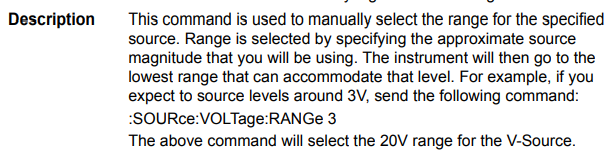 Description This command is used to manually select the range for the specified
source. Range is selected by specifying the approximate source
magnitude that you will be using. The instrument will then go to the
lowest range that can accommodate that level. For example, if you
expect to source levels around 3V, send the following command:
:SOURce:VOLTage:RANGe 3
The above command will select the 20V range for the V-Source.